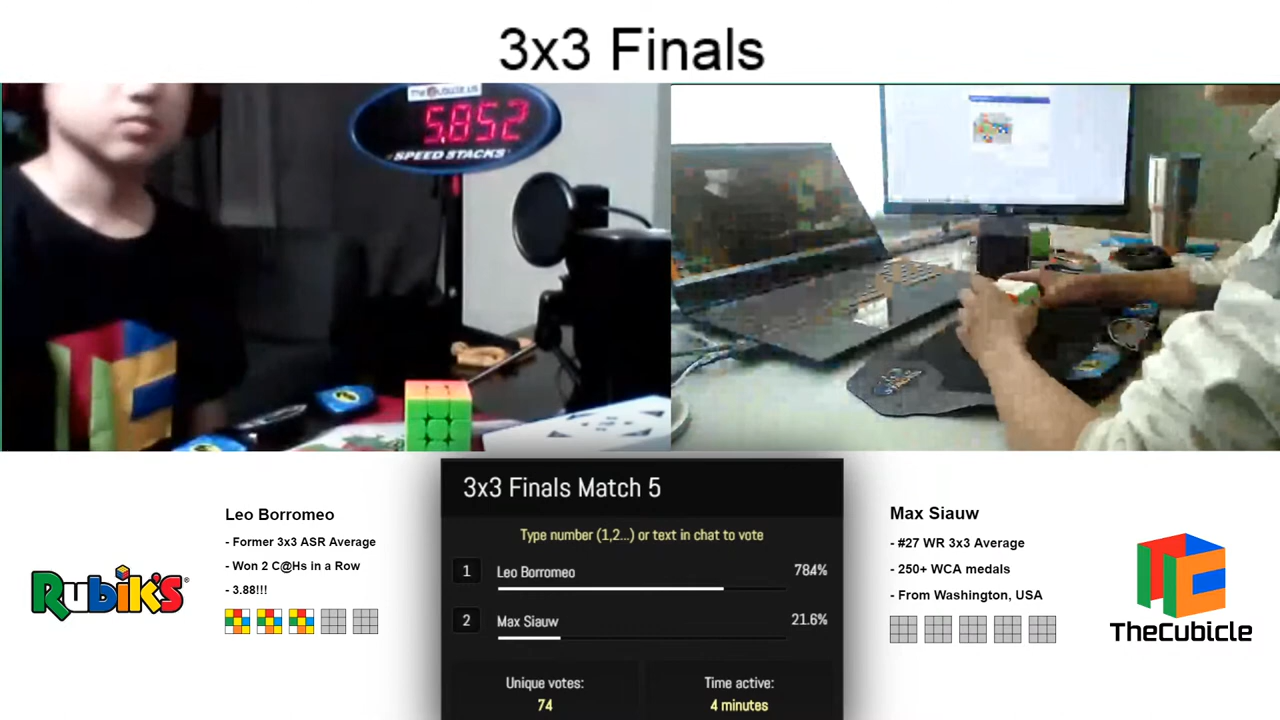 3x3 Finals
TheCubicle.us
5.852
SPEED STACKS
3x3 Finals Match 5
Type number (1,2...) or text in chat to vote
1 Leo Borromeo 78.4%
2 Max Siauw 21.6%
Unique votes: 74
Time active: 4 minutes
Leo Borromeo
- Former 3x3 ASR Average
- Won 2 C@Hs in a Row
- 3.88!!!
RUBIK'S®
Max Siauw
- #27 WR 3x3 Average
- 250+ WCA medals
- From Washington, USA
TheCubicle